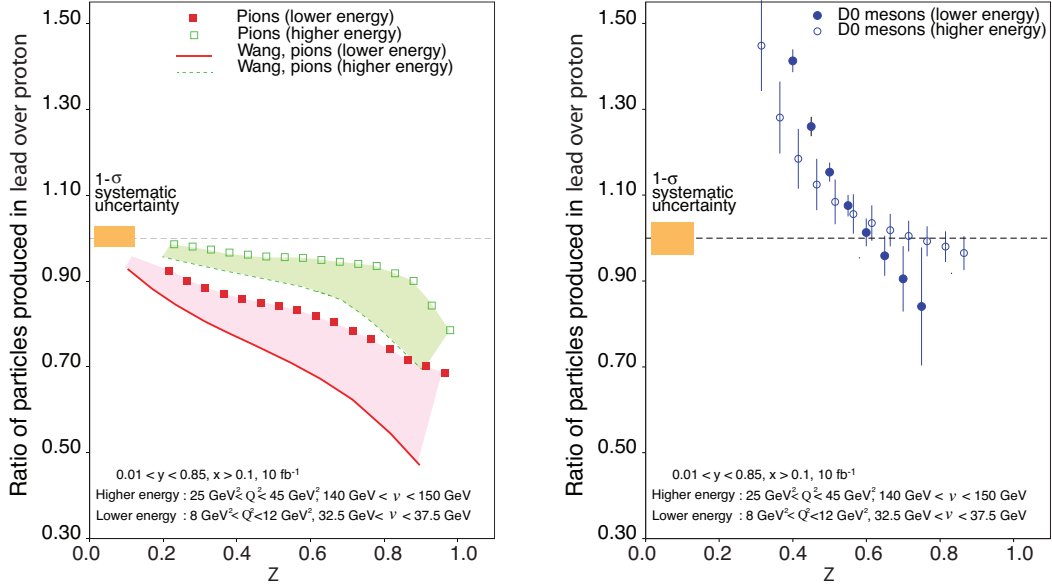 Pions (lower energy)
Pions (higher energy)
Wang, pions (lower energy)
Wang, pions (higher energy)
Ratio of particles produced in lead over proton
1.50
1.30
1.10
0.90
0.70
0.50
0.30
1-σ
systematic
uncertainty
0.01 < y < 0.85, x > 0.1, 10 fb⁻¹
Higher energy : 25 GeV²< Q²< 45 GeV², 140 GeV < ν < 150 GeV
Lower energy : 8 GeV²< Q²<12 GeV², 32.5 GeV< ν < 37.5 GeV
0.0 0.2 0.4 0.6 0.8 1.0
Z
D0 mesons (lower energy)
D0 mesons (higher energy)
Ratio of particles produced in lead over proton
1.50
1.30
1.10
0.90
0.70
0.50
0.30
1-σ
systematic
uncertainty
0.01 < y < 0.85, x > 0.1, 10 fb⁻¹
Higher energy : 25 GeV²< Q²< 45 GeV², 140 GeV < ν < 150 GeV
Lower energy : 8 GeV²< Q²<12 GeV², 32.5 GeV< ν < 37.5 GeV
0.0 0.2 0.4 0.6 0.8 1.0
Z